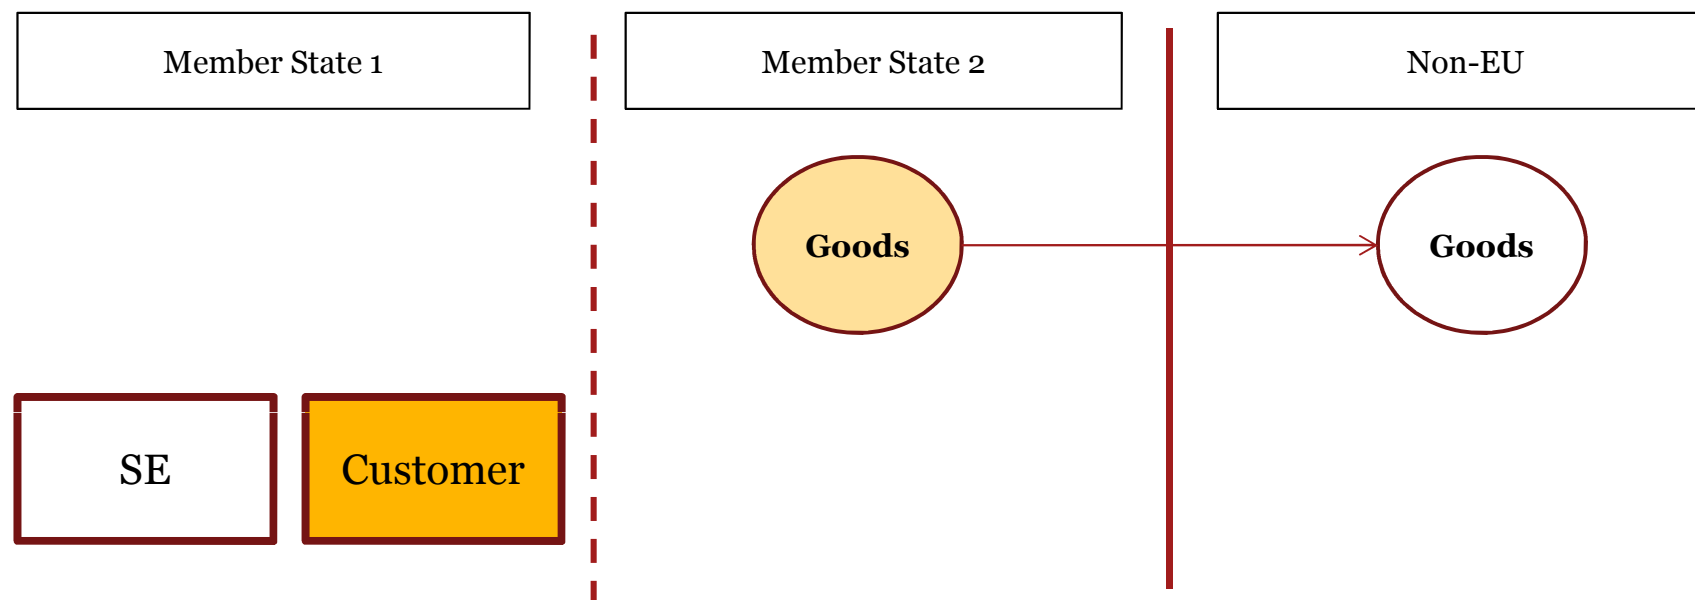 Member State 1
Member State 2
Non-EU
Goods
Goods
SE
Customer